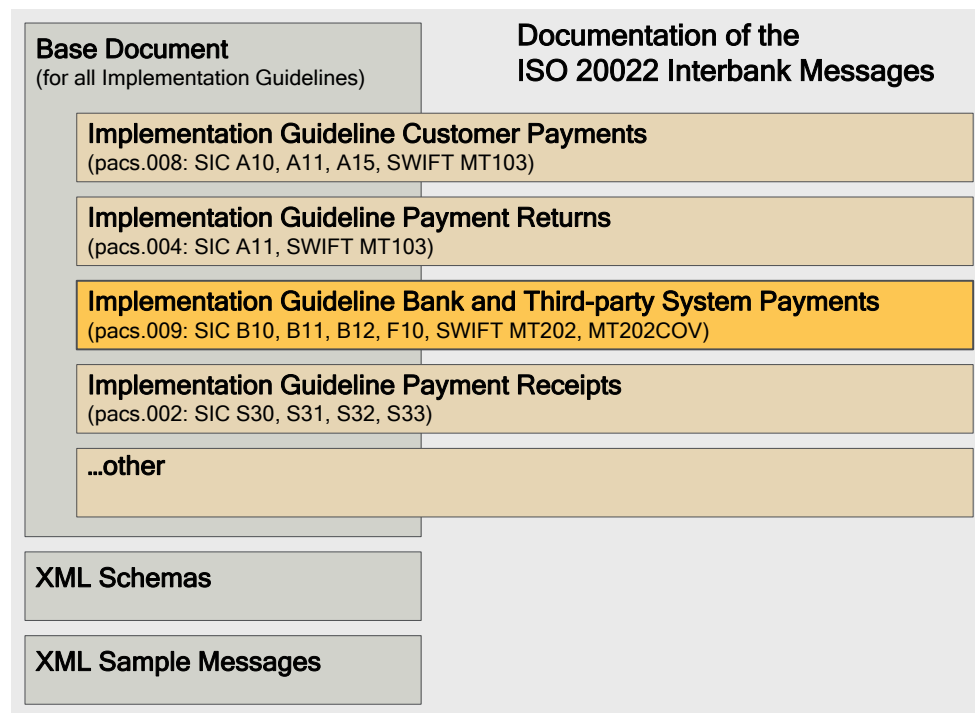 Base Document
(for all Implementation Guidelines)
Documentation of the
ISO 20022 Interbank Messages
Implementation Guideline Customer Payments
(pacs.008: SIC A10, A11, A15, SWIFT MT103)
Implementation Guideline Payment Returns
(pacs.004: SIC A11, SWIFT MT103)
Implementation Guideline Bank and Third-party System Payments
(pacs.009: SIC B10, B11, B12, F10, SWIFT MT202, MT202COV)
Implementation Guideline Payment Receipts
(pacs.002: SIC S30, S31, S32, S33)
...other
XML Schemas
XML Sample Messages